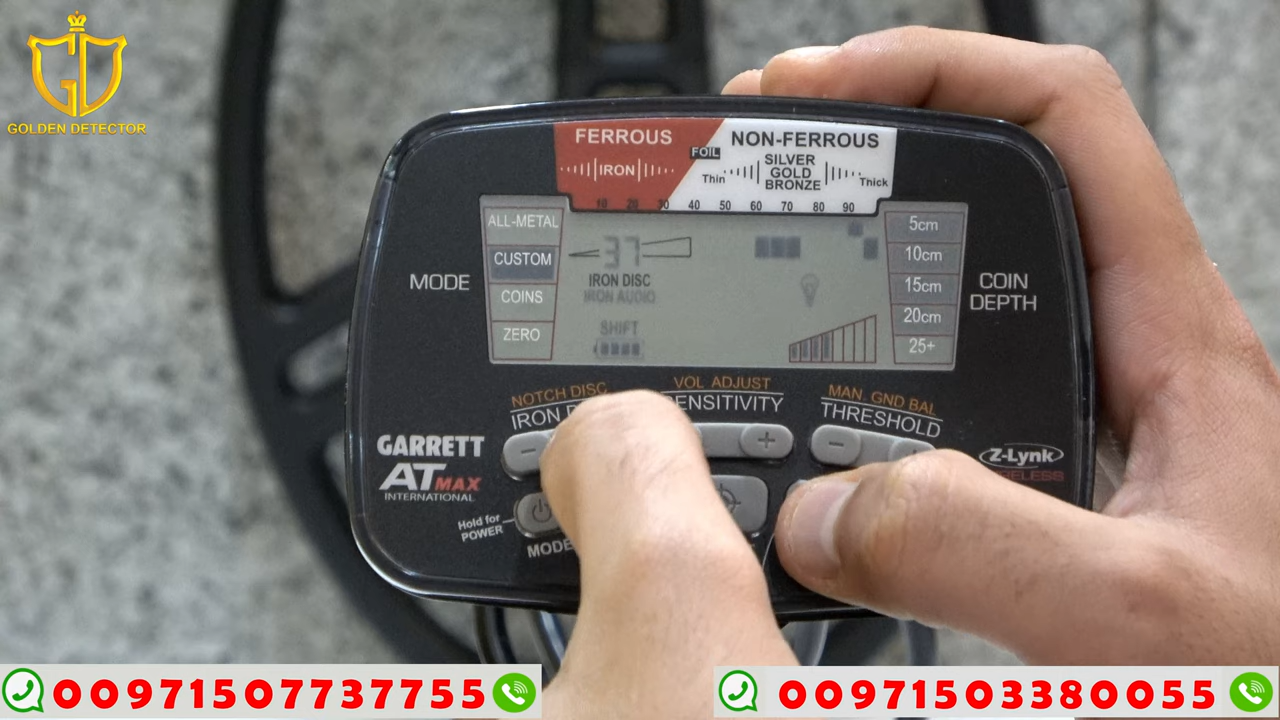 GOLDEN DETECTOR
FERROUS
NON-FERROUS
IRON
FOIL
Thin
SILVER
GOLD
BRONZE
Thick
10 20 30 40 50 60 70 80 90
MODE
ALL-METAL
CUSTOM
COINS
ZERO
37
IRON DISC
IRON AUDIO
SHIFT
5cm
10cm
15cm
20cm
25+
COIN
DEPTH
NOTCH DISC
IRON
VOL ADJUST
MAN. GND BAL
THRESHOLD
GARRETT
AT MAX
INTERNATIONAL
Z-Lynk
Hold for
POWER
MODE
00971507737755
00971503380055